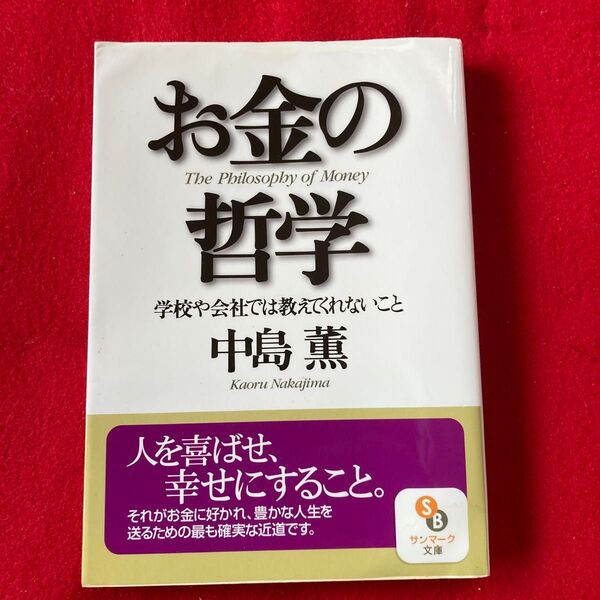 お金の
The Philosophy of Money
哲学
学校や会社では教えてくれないこと
中島 薫
Kaoru Nakajima
人を喜ばせ、
幸せにすること。
それがお金に好かれ、豊かな人生を
送るための最も確実な近道です。
S
B
サンマーク
文庫